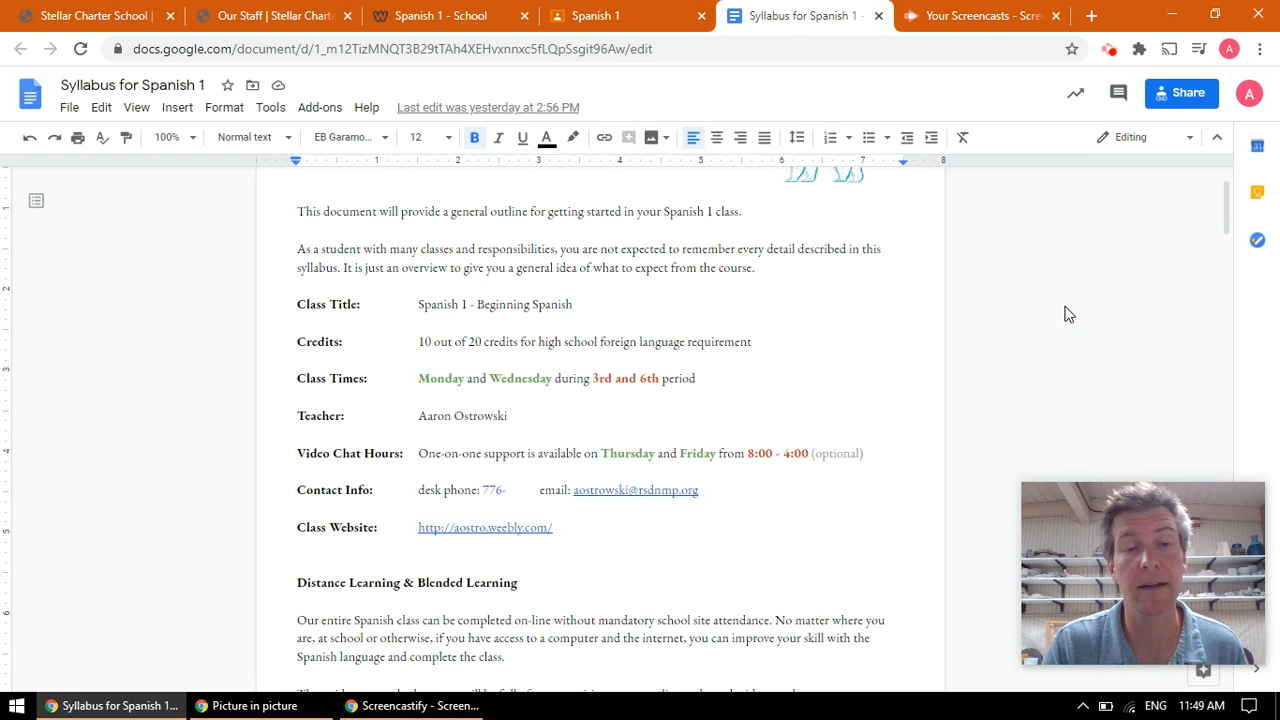 Stellar Charter School |
Our Staff | Stellar Charte
Spanish 1 - School
Spanish 1
Syllabus for Spanish 1 -
Your Screencasts - Scree
docs.google.com/document/d/1_m12TizMNQT3B29tTAh4XEHvxnnxc5fLQpSsgit96Aw/edit
A
Syllabus for Spanish 1
File Edit View Insert Format Tools Add-ons Help Last edit was yesterday at 2:56 PM
Share
A
100% Normal text EB Garamo... 12 B I U A Editing
1 2 3 4 5 6 7 8
This document will provide a general outline for getting started in your Spanish 1 class.
As a student with many classes and responsibilities, you are not expected to remember every detail described in this
syllabus. It is just an overview to give you a general idea of what to expect from the course.
Class Title: Spanish 1 - Beginning Spanish
Credits: 10 out of 20 credits for high school foreign language requirement
Class Times: Monday and Wednesday during 3rd and 6th period
Teacher: Aaron Ostrowski
Video Chat Hours: One-on-one support is available on Thursday and Friday from 8:00 - 4:00 (optional)
Contact Info: desk phone: 776- email: aostrowski@rsdnmp.org
Class Website: http://aostro.weebly.com/
Distance Learning & Blended Learning
Our entire Spanish class can be completed on-line without mandatory school site attendance. No matter where you
are, at school or otherwise, if you have access to a computer and the internet, you can improve your skill with the
Spanish language and complete the class.
Syllabus for Spanish 1...
Picture in picture
Screencastify - Screen...
ENG 11:49 AM